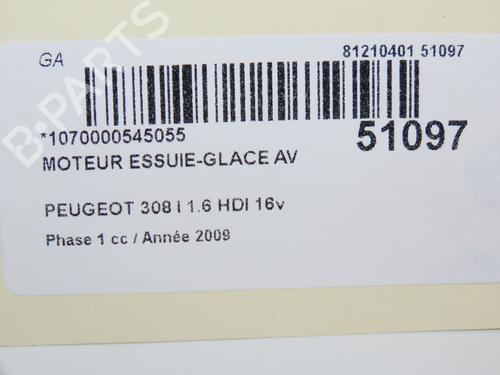 GA
81210401 51097
*1070000545055
51097
MOTEUR ESSUIE-GLACE AV
PEUGEOT 308 I 1.6 HDI 16v
Phase 1 cc / Année 2009
B-PARTS